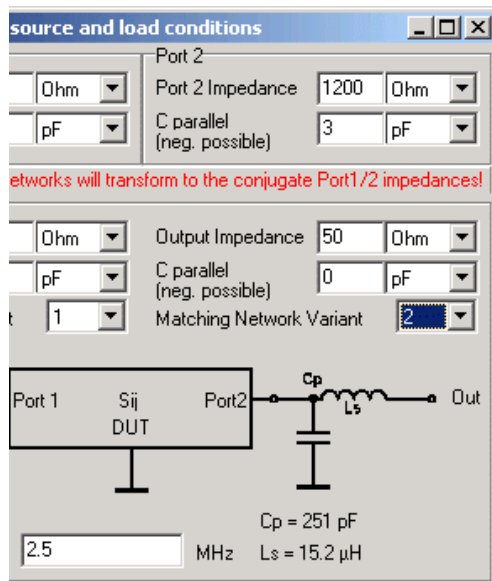 source and load conditions
Port 2
Ohm Port 2 Impedance 1200 Ohm
pF C parallel 3 pF
(neg. possible)
etworks will transform to the conjugate Port1/2 impedances!
Ohm Output Impedance 50 Ohm
pF C parallel 0 pF
(neg. possible)
t 1 Matching Network Variant 2
Cp
Ls
Port 1 Sij Port2 Out
DUT
Cp = 251 pF
2.5 MHz Ls = 15.2 µH